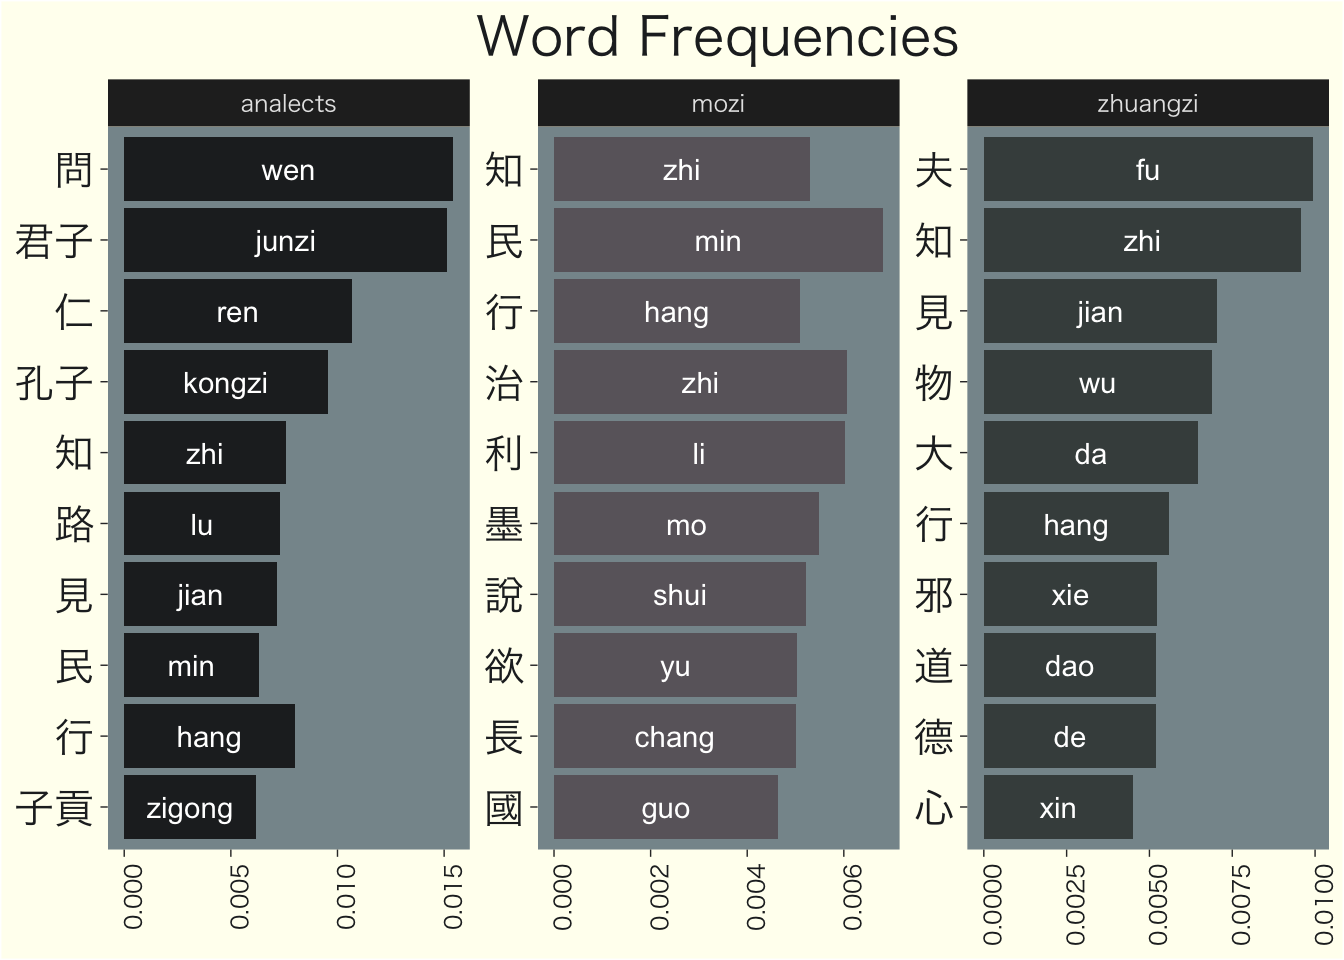 Word Frequencies
analects
問 wen
君子 junzi
仁 ren
孔子 kongzi
知 zhi
路 lu
見 jian
民 min
行 hang
子貢 zigong
0.000 0.005 0.010 0.015
mozi
知 zhi
民 min
行 hang
治 zhi
利 li
墨 mo
說 shui
欲 yu
長 chang
國 guo
0.000 0.002 0.004 0.006
zhuangzi
夫 fu
知 zhi
見 jian
物 wu
大 da
行 hang
邪 xie
道 dao
德 de
心 xin
0.0000 0.0025 0.0050 0.0075 0.0100